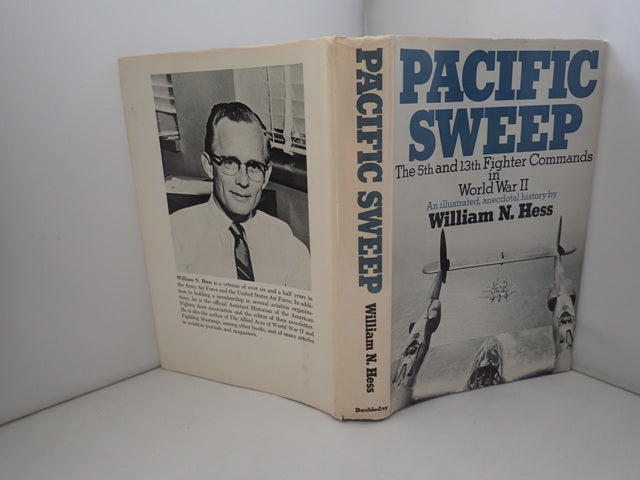 William N. Hess is a veteran of over six and a half years in
the Army Air Force and the United States Air Force. In addi-
tion to holding a membership in several aviation organiza-
tions, he is the official Assistant Historian of the American
Fighter Aces Association and the editor of their newsletter.
He is also the author of The Allied Aces of World War II and
Fighting Mustangs, among other books, and of many articles
in aviation journals and magazines.
PACIFIC SWEEP William N. Hess
Doubleday
PACIFIC
SWEEP
The 5th and 13th Fighter Commands
in
World War II
An illustrated, anecdotal history by
William N. Hess